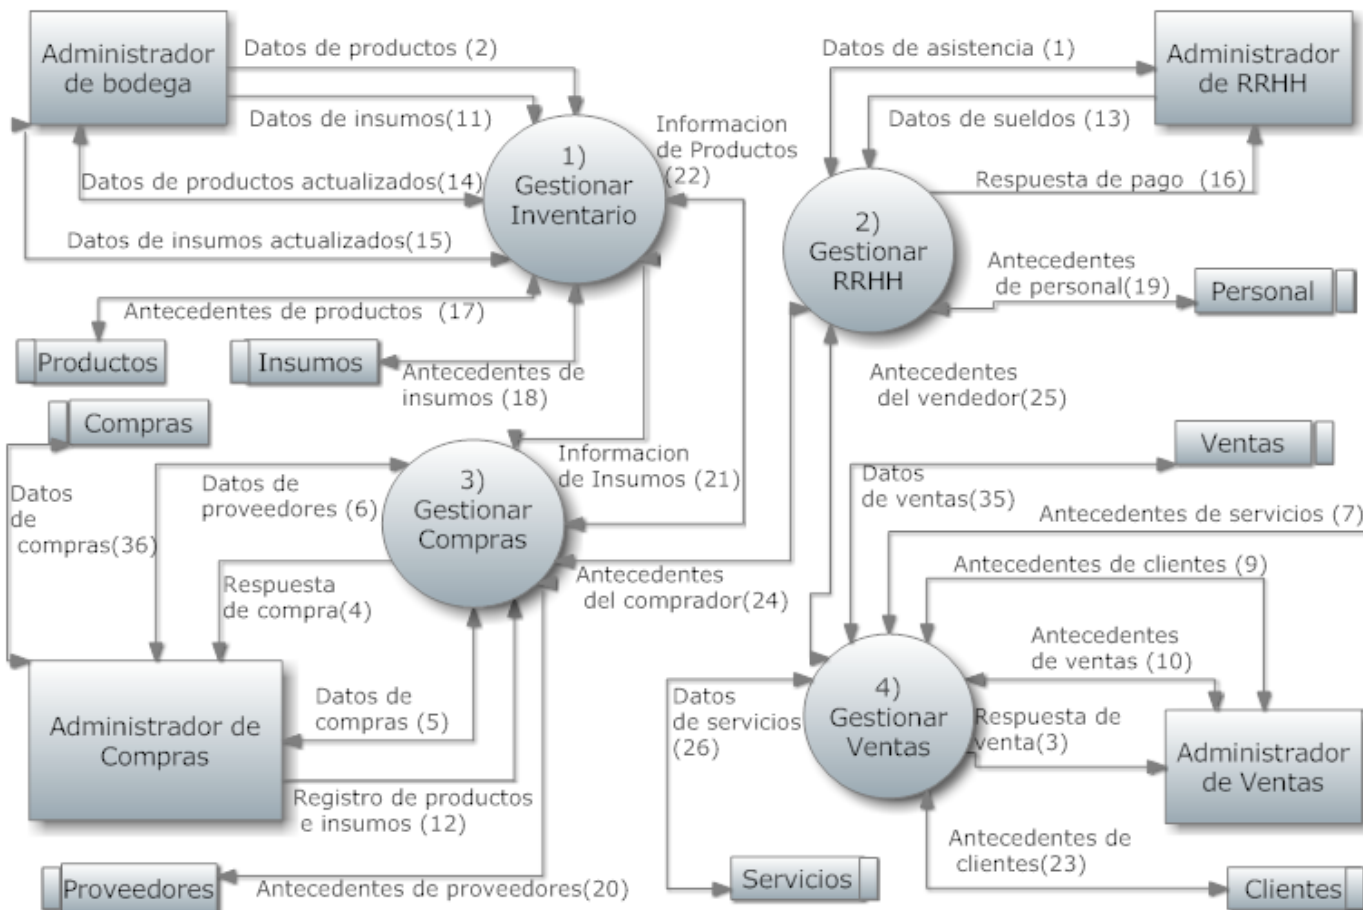 Administrador
de bodega
Datos de productos (2)
Datos de insumos(11)
Datos de productos actualizados(14)
Datos de insumos actualizados(15)
Antecedentes de productos (17)
1)
Gestionar
Inventario
Informacion
de Productos
(22)
Productos
Insumos
Antecedentes de
insumos (18)
Compras
Datos de asistencia (1)
Administrador
de RRHH
Datos de sueldos (13)
Respuesta de pago (16)
2)
Gestionar
RRHH
Antecedentes
de personal(19)
Personal
Antecedentes
del vendedor(25)
Datos
de
compras(36)
Datos de
proveedores (6)
3)
Gestionar
Compras
Informacion
de Insumos (21)
Respuesta
de compra(4)
Antecedentes
del comprador(24)
Ventas
Datos
de ventas(35)
Antecedentes de servicios (7)
Antecedentes de clientes (9)
Antecedentes
de ventas (10)
Administrador de
Compras
Datos de
compras (5)
Registro de productos
e insumos (12)
Proveedores
Antecedentes de proveedores(20)
Datos
de servicios
(26)
4)
Gestionar
Ventas
Respuesta de
venta(3)
Administrador
de Ventas
Antecedentes de
clientes(23)
Servicios
Clientes